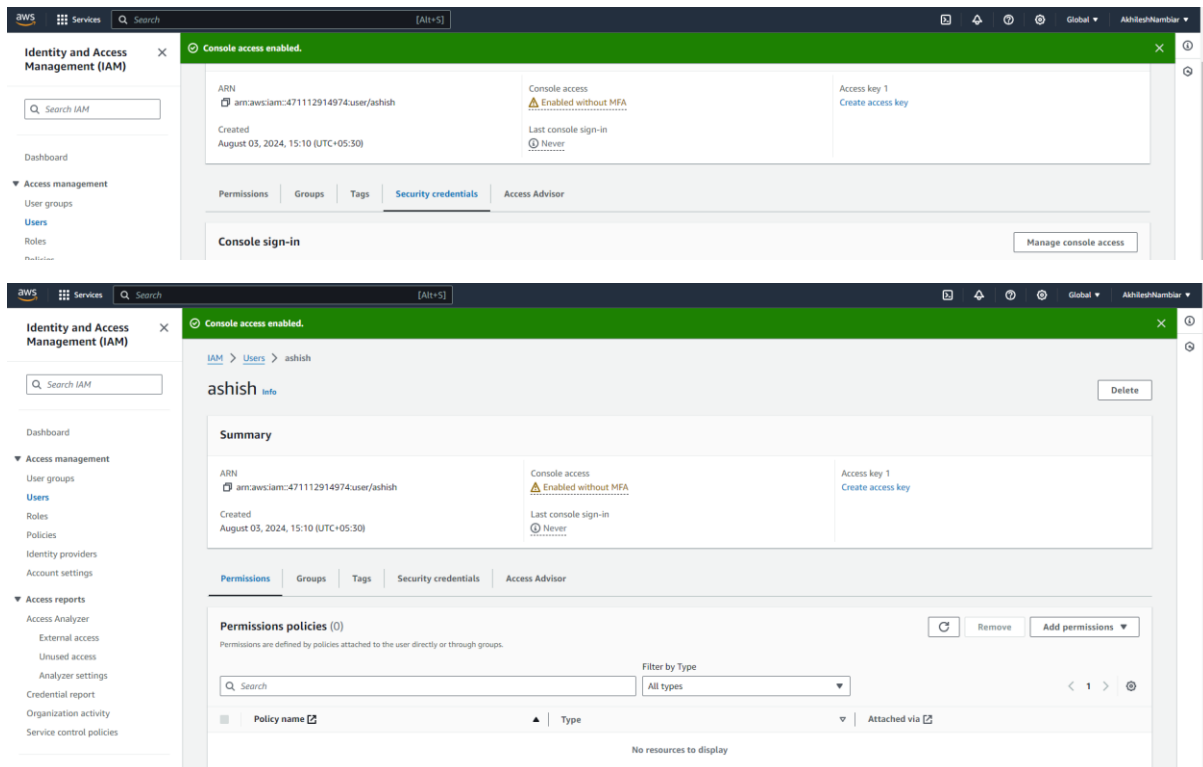 aws Services Search [Alt+S] Global AkhileshNambiar
Identity and Access Management (IAM)
Search IAM
Dashboard
Access management
User groups
Users
Roles
Console access enabled.
ARN
arn:aws:iam::471112914974:user/ashish
Created
August 03, 2024, 15:10 (UTC+05:30)
Console access
Enabled without MFA
Last console sign-in
Never
Access key 1
Create access key
Permissions Groups Tags Security credentials Access Advisor
Console sign-in Manage console access
aws Services Search [Alt+S] Global AkhileshNambiar
Identity and Access
Management (IAM)
Search IAM
Dashboard
Access management
User groups
Users
Roles
Policies
Identity providers
Account settings
Access reports
Access Analyzer
External access
Unused access
Analyzer settings
Credential report
Organization activity
Service control policies
Console access enabled.
IAM > Users > ashish
ashish Info Delete
Summary
ARN
arn:aws:iam::471112914974:user/ashish
Created
August 03, 2024, 15:10 (UTC+05:30)
Console access
Enabled without MFA
Last console sign-in
Never
Access key 1
Create access key
Permissions Groups Tags Security credentials Access Advisor
Permissions policies (0) Remove Add permissions
Permissions are defined by policies attached to the user directly or through groups.
Filter by Type
Search All types < 1 >
Policy name Type Attached via
No resources to display